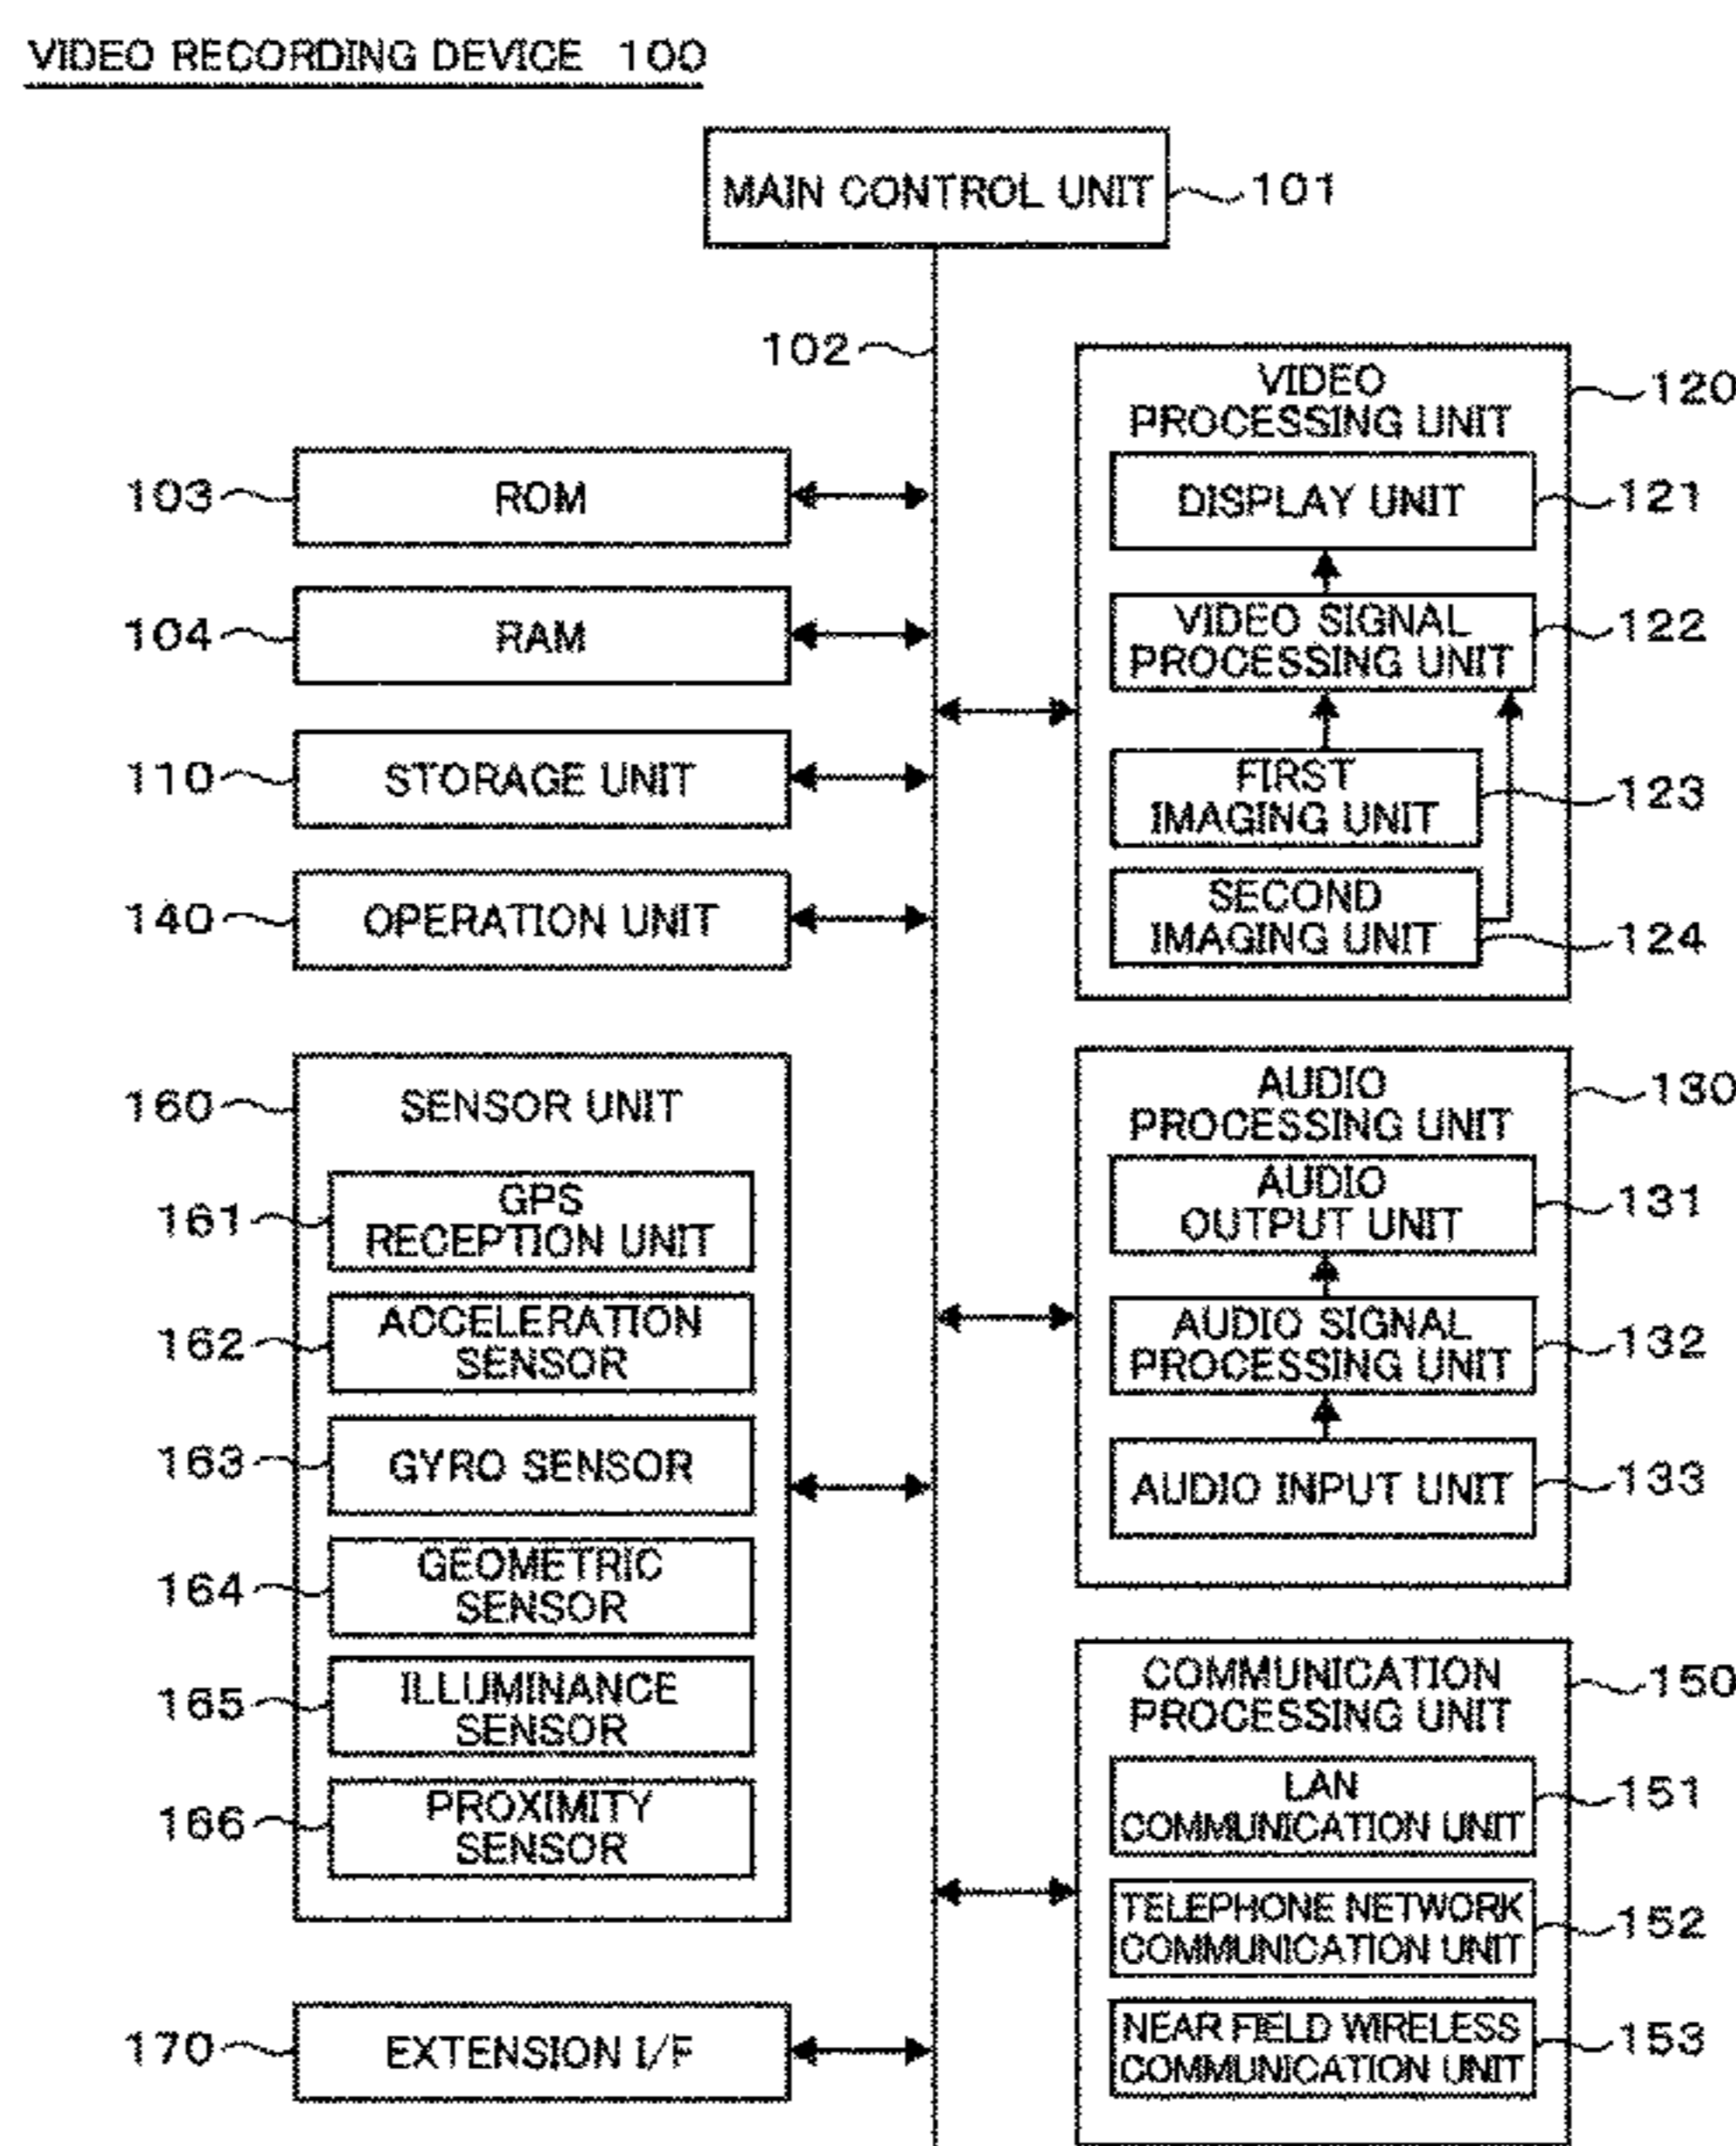 VIDEO RECORDING DEVICE 100
MAIN CONTROL UNIT
101
102
103
ROM
104
RAM
110
STORAGE UNIT
140
OPERATION UNIT
160
SENSOR UNIT
161
GPS
RECEPTION UNIT
162
ACCELERATION
SENSOR
163
GYRO SENSOR
164
GEOMETRIC
SENSOR
165
ILLUMINANCE
SENSOR
166
PROXIMITY
SENSOR
170
EXTENSION I/F
VIDEO
PROCESSING UNIT
120
DISPLAY UNIT
121
VIDEO SIGNAL
PROCESSING UNIT
122
FIRST
IMAGING UNIT
123
SECOND
IMAGING UNIT
124
AUDIO
PROCESSING UNIT
130
AUDIO
OUTPUT UNIT
131
AUDIO SIGNAL
PROCESSING UNIT
132
AUDIO INPUT UNIT
133
COMMUNICATION
PROCESSING UNIT
150
LAN
COMMUNICATION UNIT
151
TELEPHONE NETWORK
COMMUNICATION UNIT
152
NEAR FIELD WIRELESS
COMMUNICATION UNIT
153